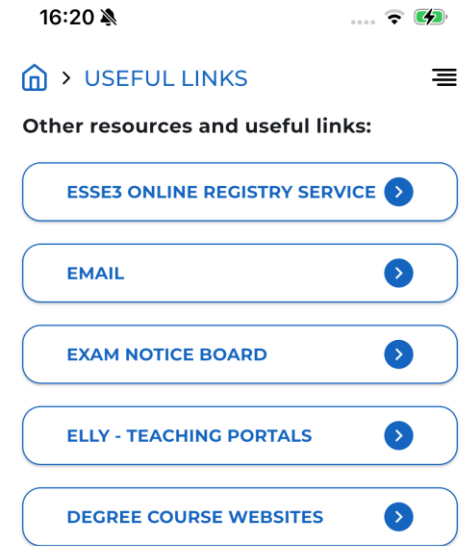 16:20
USEFUL LINKS
Other resources and useful links:
ESSE3 ONLINE REGISTRY SERVICE
EMAIL
EXAM NOTICE BOARD
ELLY - TEACHING PORTALS
DEGREE COURSE WEBSITES